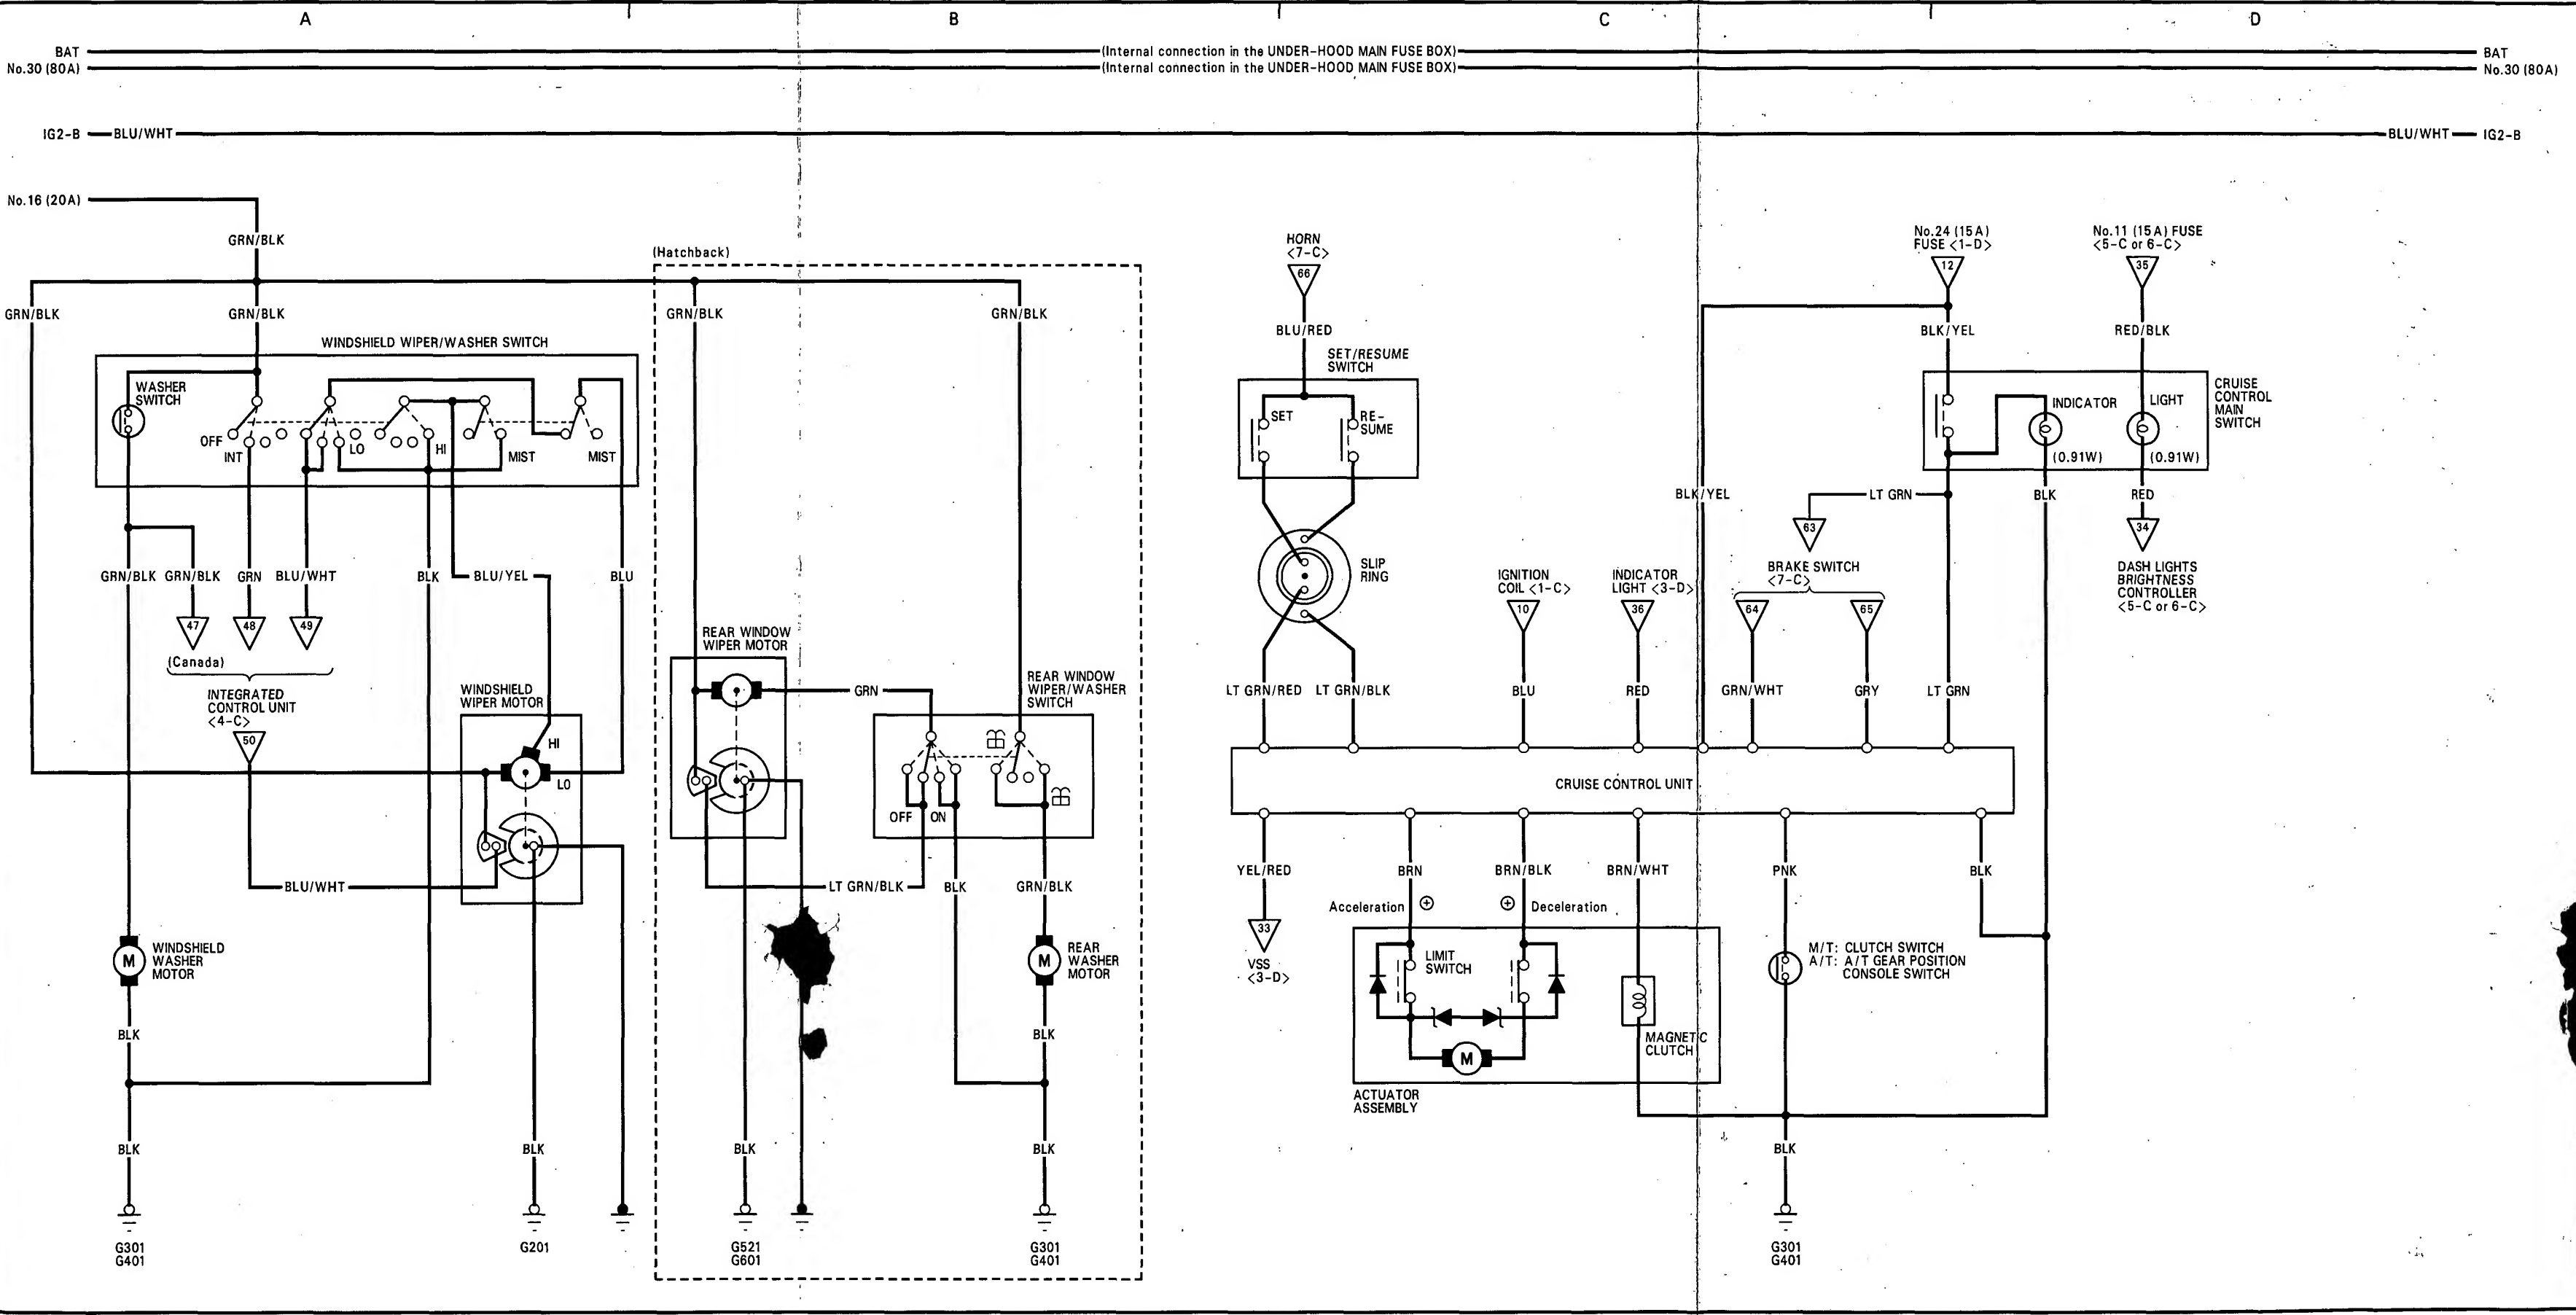 A
B
C
D
BAT
(Internal connection in the UNDER-HOOD MAIN FUSE BOX)
BAT
No.30 (80A)
(Internal connection in the UNDER-HOOD MAIN FUSE BOX)
No.30 (80A)
IG2-B
BLU/WHT
BLU/WHT
IG2-B
No.16 (20A)
GRN/BLK
GRN/BLK
GRN/BLK
WINDSHIELD WIPER/WASHER SWITCH
WASHER
SWITCH
OFF
INT
LO
HI
MIST
MIST
GRN/BLK
GRN/BLK
GRN
BLU/WHT
BLK
BLU/YEL
BLU
47
48
49
(Canada)
INTEGRATED
CONTROL UNIT
<4-C>
50
BLU/WHT
WINDSHIELD
WIPER MOTOR
HI
LO
M
WINDSHIELD
WASHER
MOTOR
BLK
BLK
G301
G401
BLK
G201
(Hatchback)
GRN/BLK
GRN/BLK
REAR WINDOW
WIPER MOTOR
GRN
REAR WINDOW
WIPER/WASHER
SWITCH
OFF
ON
LT GRN/BLK
BLK
GRN/BLK
M
REAR
WASHER
MOTOR
BLK
BLK
BLK
G521
G601
G301
G401
HORN
<7-C>
66
BLU/RED
SET/RESUME
SWITCH
SET
RE-
SUME
SLIP
RING
LT GRN/RED
LT GRN/BLK
IGNITION
COIL <1-C>
10
BLU
INDICATOR
LIGHT <3-D>
36
RED
BLK/YEL
No.24 (15A)
FUSE <1-D>
12
BLK/YEL
No.11 (15A) FUSE
<5-C or 6-C>
35
RED/BLK
CRUISE
CONTROL
MAIN
SWITCH
INDICATOR
(0.91W)
LIGHT
(0.91W)
LT GRN
BLK
RED
63
34
BRAKE SWITCH
<7-C>
64
65
DASH LIGHTS
BRIGHTNESS
CONTROLLER
<5-C or 6-C>
GRN/WHT
GRY
LT GRN
CRUISE CONTROL UNIT
YEL/RED
BRN
BRN/BLK
BRN/WHT
PNK
BLK
33
VSS
<3-D>
Acceleration
Deceleration
LIMIT
SWITCH
M
MAGNETIC
CLUTCH
ACTUATOR
ASSEMBLY
M/T: CLUTCH SWITCH
A/T: A/T GEAR POSITION
CONSOLE SWITCH
BLK
G301
G401